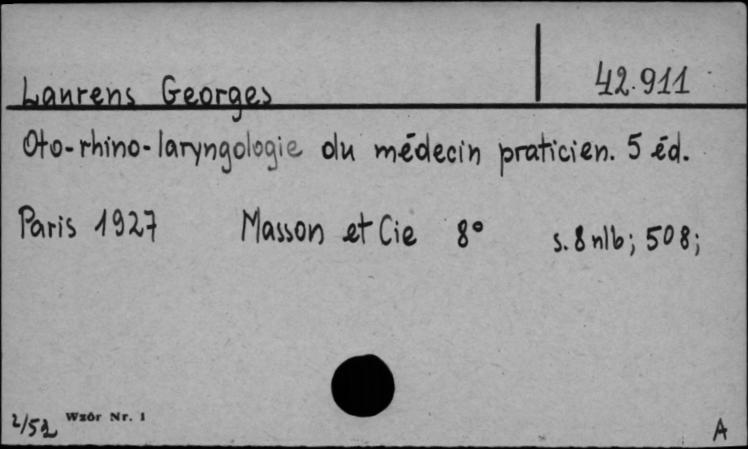 42.911
Laurens Georges
Oto-rhino-laryngologie du médecin praticien. 5 éd.
Paris 1927 Masson et Cie 8° s. 8 nlb; 508;
2/52 Wzór Nr. 1 A